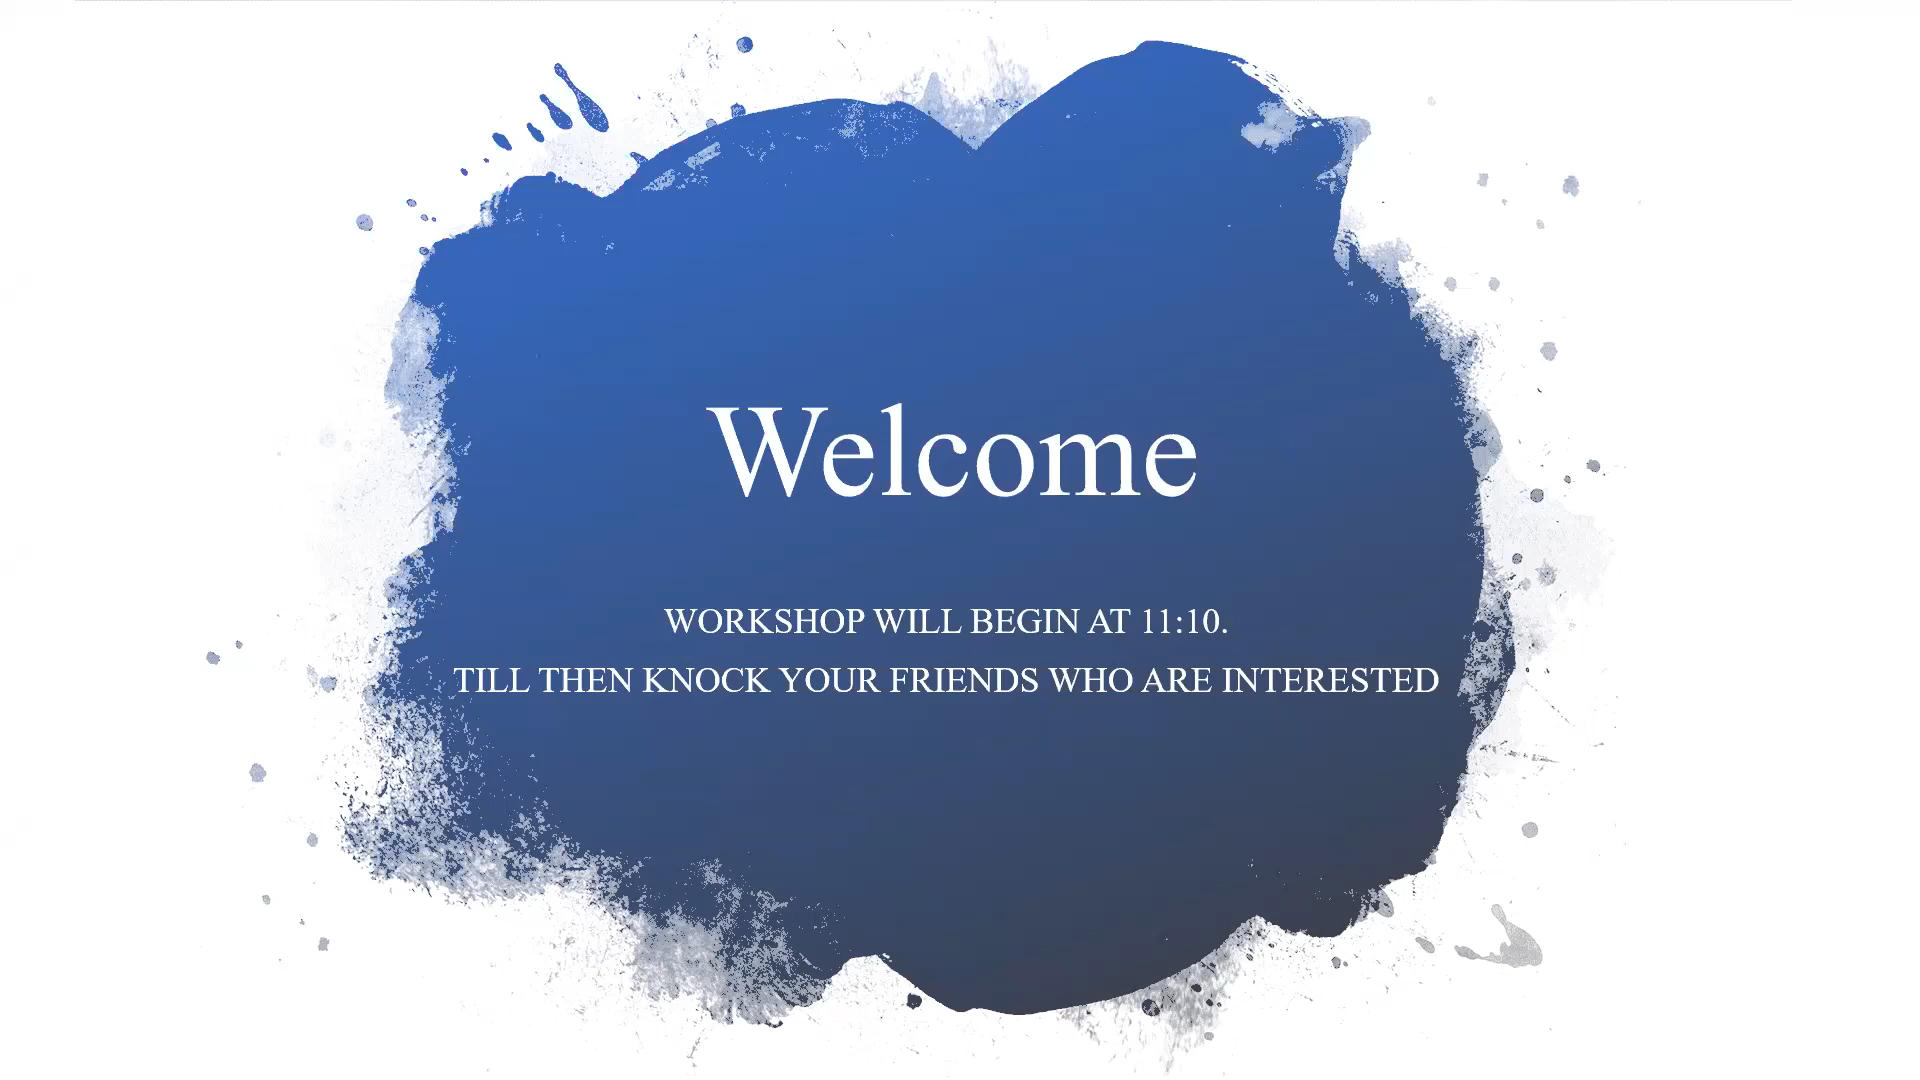 Welcome
WORKSHOP WILL BEGIN AT 11:10.
TILL THEN KNOCK YOUR FRIENDS WHO ARE INTERESTED